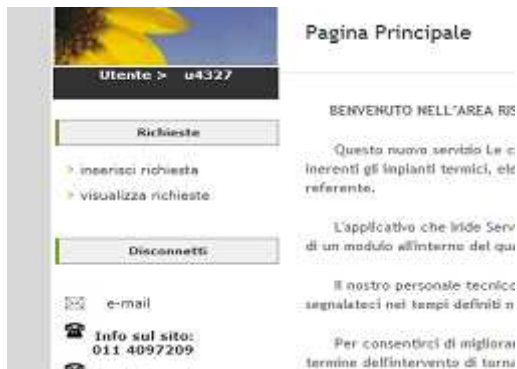 Pagina Principale
Utente > u4327
Richieste
> inserisci richiesta
> visualizza richieste
Disconnetti
e-mail
Info sul sito:
011 4097209
BENVENUTO NELL'AREA RIS
Questo nuovo servizio Le c
inerenti gli impianti termici, ele
referente.
L'applicativo che Iride Serv
di un modulo all'interno del qua
Il nostro personale tecnico
segnalateci nei tempi definiti n
Per consentirci di migliorar
termine dell'intervento di torna